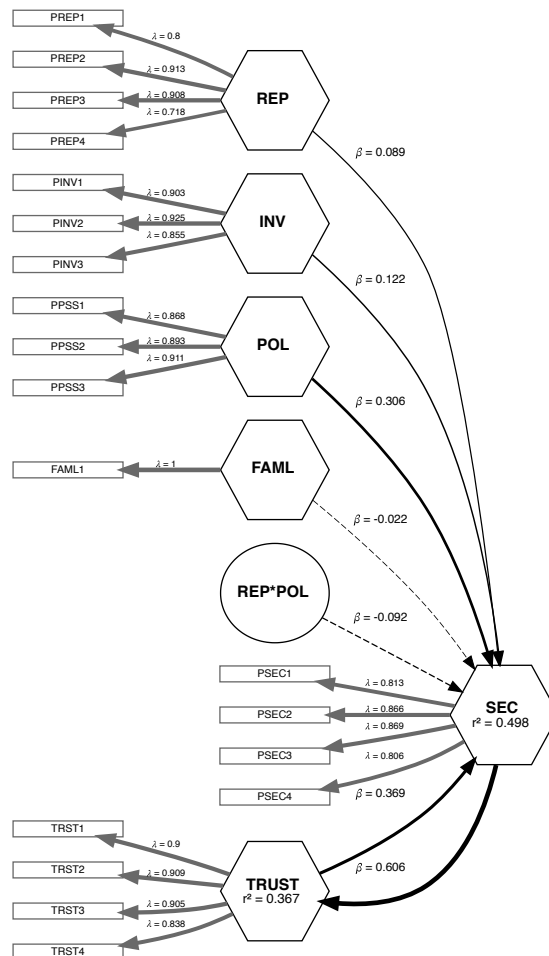 PREP1
λ = 0.8
PREP2
λ = 0.913
PREP3
λ = 0.908
PREP4
λ = 0.718
REP
β = 0.089
PINV1
λ = 0.903
PINV2
λ = 0.925
PINV3
λ = 0.855
INV
β = 0.122
PPSS1
λ = 0.868
PPSS2
λ = 0.893
PPSS3
λ = 0.911
POL
β = 0.306
FAML1
λ = 1
FAML
β = -0.022
REP*POL
β = -0.092
PSEC1
λ = 0.813
PSEC2
λ = 0.866
PSEC3
λ = 0.869
PSEC4
λ = 0.806
SEC
r² = 0.498
β = 0.369
TRST1
λ = 0.9
TRST2
λ = 0.909
TRST3
λ = 0.905
TRST4
λ = 0.838
TRUST
r² = 0.367
β = 0.606